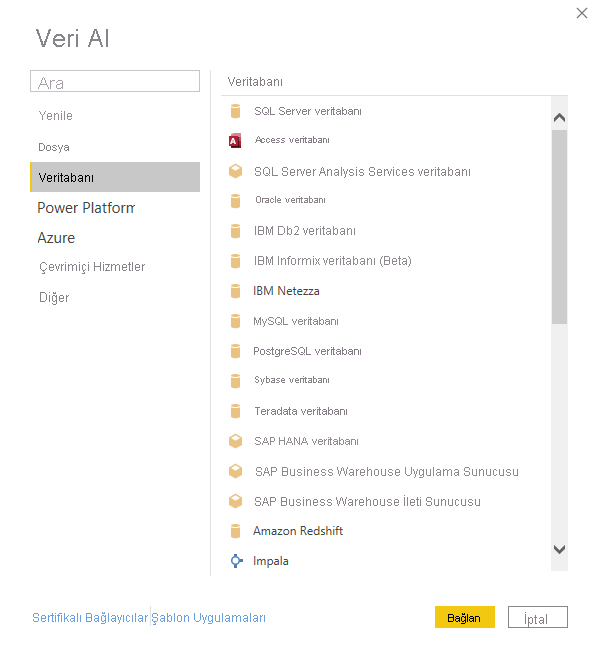 Veri Al
Ara
Yenile
Dosya
Veritabanı
Power Platform
Azure
Çevrimiçi Hizmetler
Diğer
Veritabanı
SQL Server veritabanı
Access veritabanı
SQL Server Analysis Services veritabanı
Oracle veritabanı
IBM Db2 veritabanı
IBM Informix veritabanı (Beta)
IBM Netezza
MySQL veritabanı
PostgreSQL veritabanı
Sybase veritabanı
Teradata veritabanı
SAP HANA veritabanı
SAP Business Warehouse Uygulama Sunucusu
SAP Business Warehouse İleti Sunucusu
Amazon Redshift
Impala
Sertifikalı Bağlayıcılar Şablon Uygulamaları
Bağlan
İptal